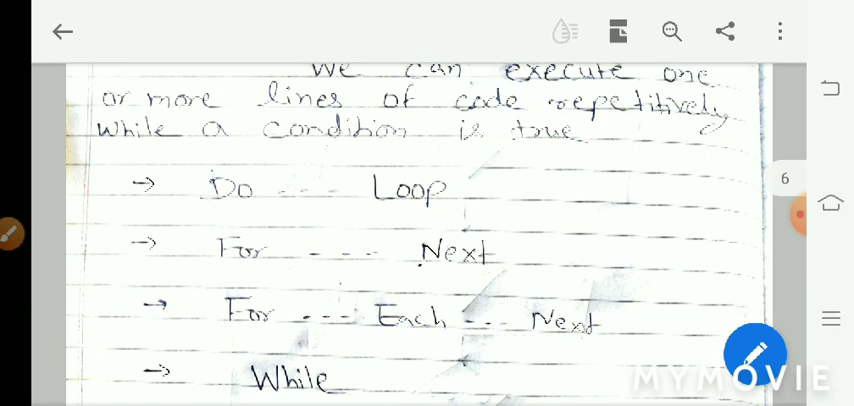 We can execute one
or more lines of code repetitively
while a condition is true
→ Do ---- Loop
6
→ For ---- Next
→ For --- Each --- Next
→ While
MYMOVIE